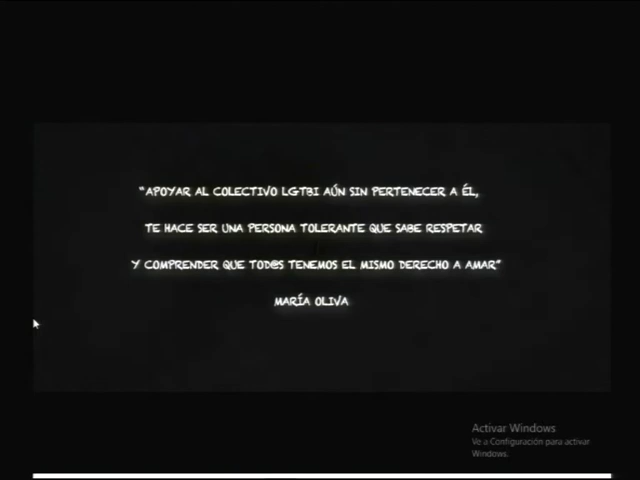 "APOYAR AL COLECTIVO LGTBI AÚN SIN PERTENECER A ÉL,
TE HACE SER UNA PERSONA TOLERANTE QUE SABE RESPETAR
Y COMPRENDER QUE TOD@S TENEMOS EL MISMO DERECHO A AMAR"
MARÍA OLIVA
Activar Windows
Ve a Configuración para activar
Windows.